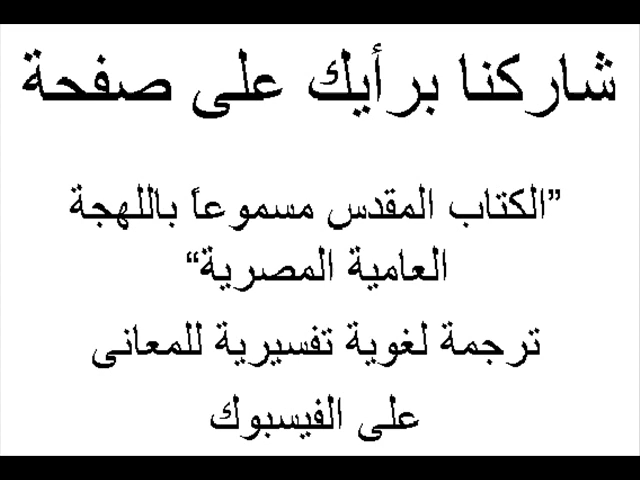 شاركنا برأيك على صفحة
”الكتاب المقدس مسموعاً باللهجة
العامية المصرية“
ترجمة لغوية تفسيرية للمعانى
على الفيسبوك